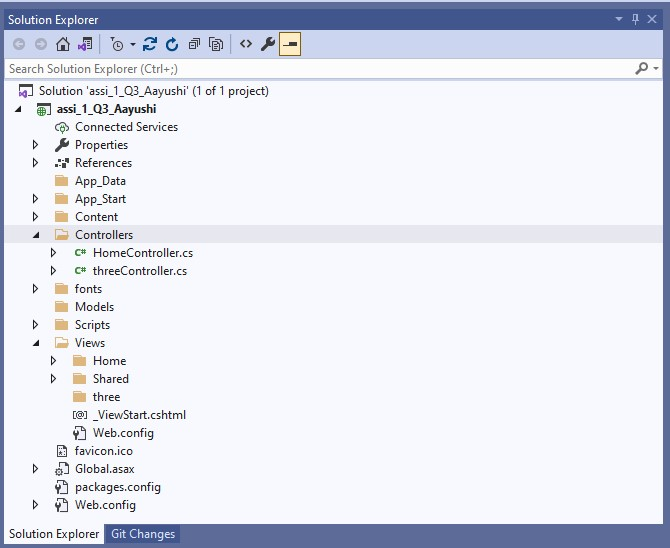 Solution Explorer
Search Solution Explorer (Ctrl+;)
Solution 'assi_1_Q3_Aayushi' (1 of 1 project)
assi_1_Q3_Aayushi
Connected Services
Properties
References
App_Data
App_Start
Content
Controllers
C# HomeController.cs
C# threeController.cs
fonts
Models
Scripts
Views
Home
Shared
three
[@] _ViewStart.cshtml
Web.config
favicon.ico
Global.asax
packages.config
Web.config
Solution Explorer Git Changes